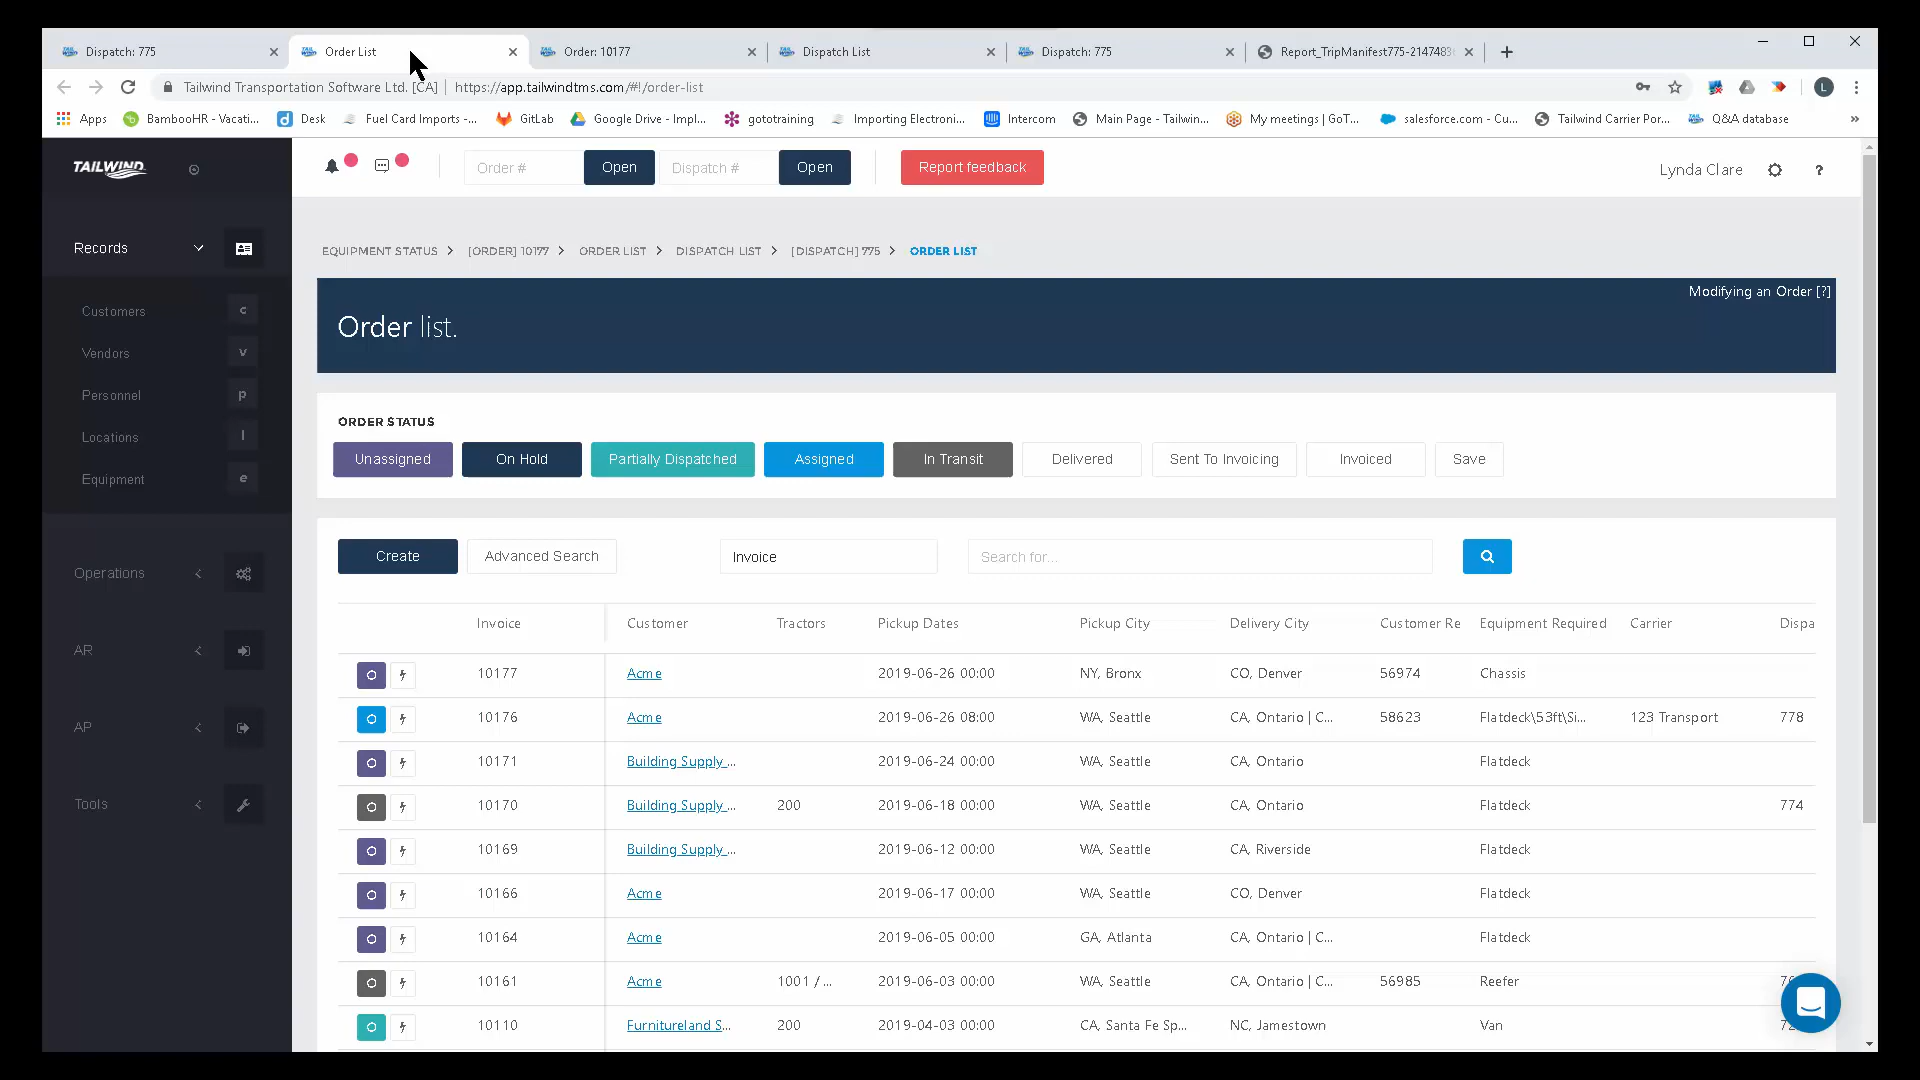 Dispatch: 775
Order List
Order: 10177
Dispatch List
Dispatch: 775
Report_TripManifest775-2147483
Tailwind Transportation Software Ltd. [CA] | https://app.tailwindtms.com/#!/order-list
L
Apps
BambooHR - Vacati...
Desk
Fuel Card Imports -...
GitLab
Google Drive - Impl...
gototraining
Importing Electroni...
Intercom
Main Page - Tailwin...
My meetings | GoT...
salesforce.com - Cu...
Tailwind Carrier Por...
Q&A database
»
TAILWIND
Order #
Open
Dispatch #
Open
Report feedback
Lynda Clare
?
Records
Customers c
Vendors v
Personnel p
Locations l
Equipment e
Operations
AR
AP
Tools
EQUIPMENT STATUS > [ORDER] 10177 > ORDER LIST > DISPATCH LIST > [DISPATCH] 775 > ORDER LIST
Modifying an Order [?]
Order list.
ORDER STATUS
Unassigned On Hold Partially Dispatched Assigned In Transit Delivered Sent To Invoicing Invoiced Save
Create Advanced Search Invoice Search for...
Invoice Customer Tractors Pickup Dates Pickup City Delivery City Customer Re Equipment Required Carrier Dispa
10177 Acme 2019-06-26 00:00 NY, Bronx CO, Denver 56974 Chassis
10176 Acme 2019-06-26 08:00 WA, Seattle CA, Ontario | C... 58623 Flatdeck\53ft\Si... 123 Transport 778
10171 Building Supply ... 2019-06-24 00:00 WA, Seattle CA, Ontario Flatdeck
10170 Building Supply ... 200 2019-06-18 00:00 WA, Seattle CA, Ontario Flatdeck 774
10169 Building Supply ... 2019-06-12 00:00 WA, Seattle CA, Riverside Flatdeck
10166 Acme 2019-06-17 00:00 WA, Seattle CO, Denver Flatdeck
10164 Acme 2019-06-05 00:00 GA, Atlanta CA, Ontario | C... Flatdeck
10161 Acme 1001 / ... 2019-06-03 00:00 WA, Seattle CA, Ontario | C... 56985 Reefer
10110 Furnitureland S... 200 2019-04-03 00:00 CA, Santa Fe Sp... NC, Jamestown Van